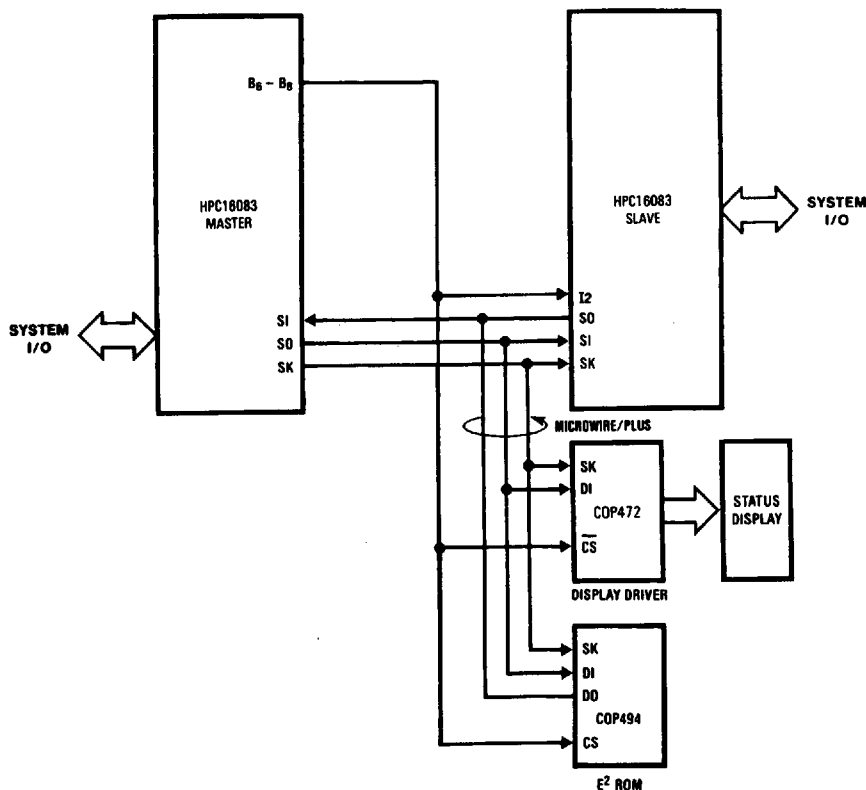 B6 – B8
HPC16083
MASTER
SI
SO
SK
SYSTEM
I/O
HPC16083
SLAVE
I2
SO
SI
SK
SYSTEM
I/O
MICROWIRE/PLUS
SK
DI
COP472
CS
DISPLAY DRIVER
STATUS
DISPLAY
SK
DI
DO
COP494
CS
E² ROM